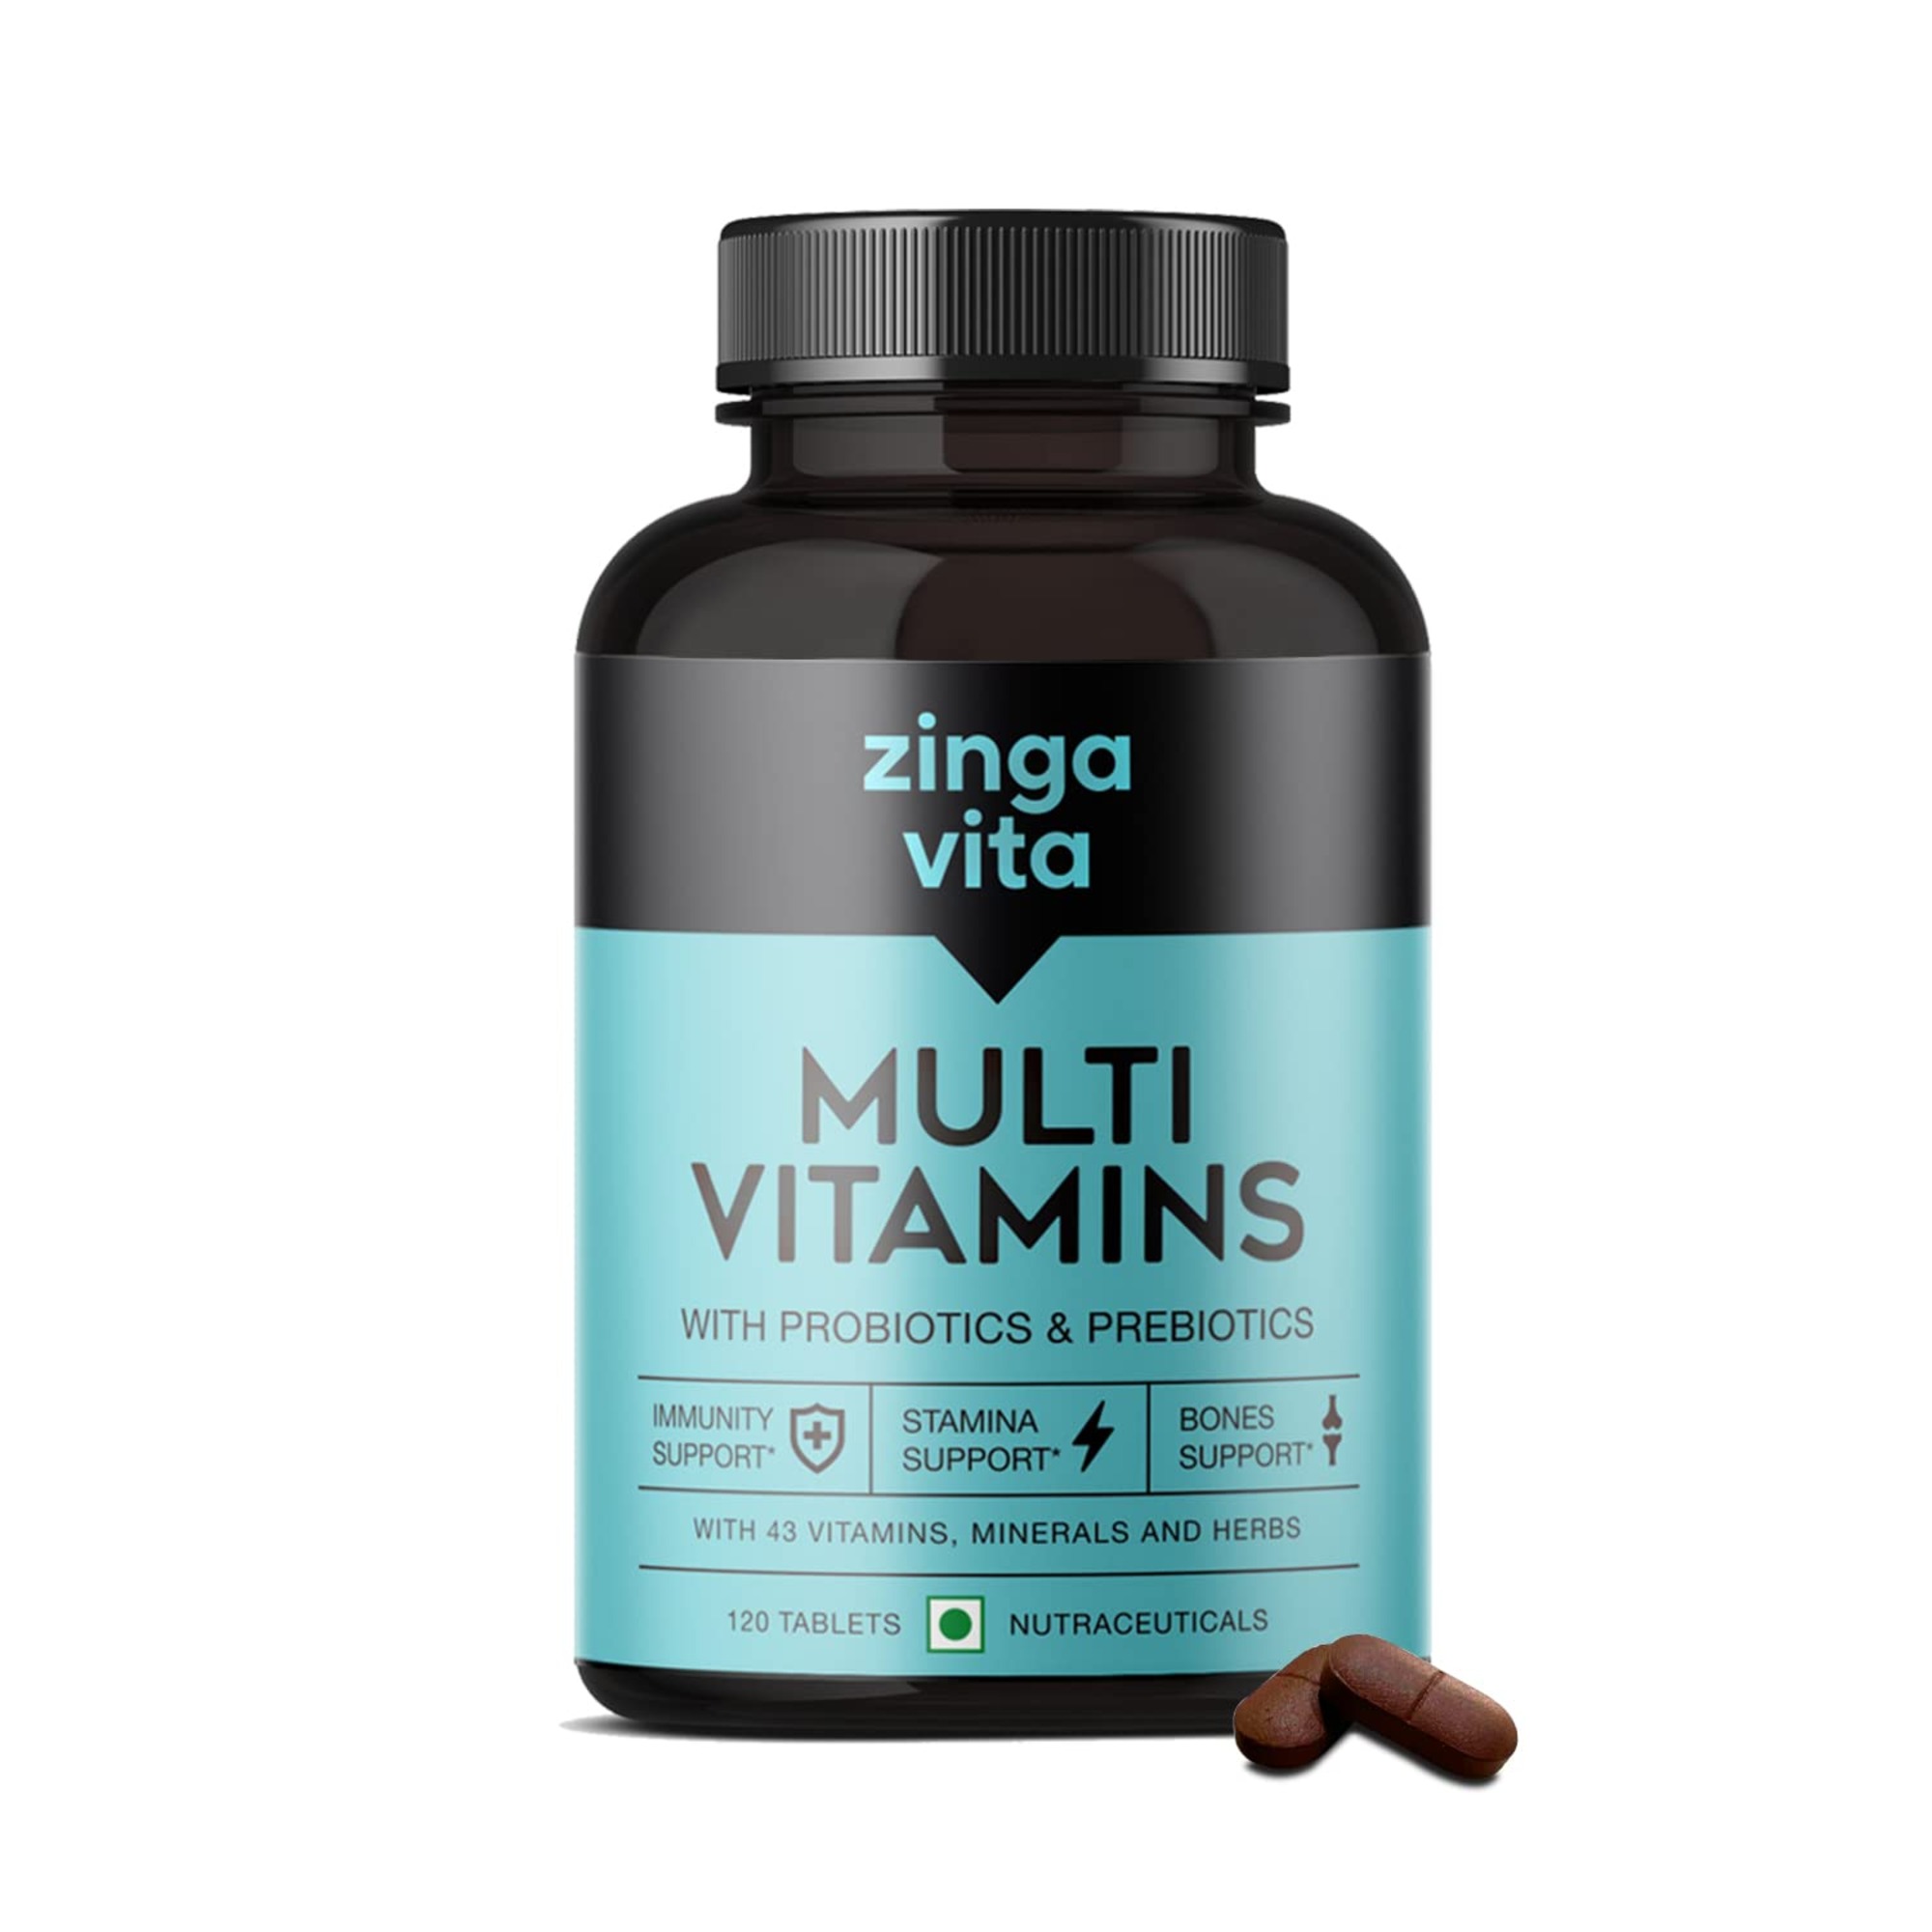 zinga
vita
MULTI
VITAMINS
WITH PROBIOTICS & PREBIOTICS
IMMUNITY
SUPPORT*
STAMINA
SUPPORT*
BONES
SUPPORT*
WITH 43 VITAMINS, MINERALS AND HERBS
120 TABLETS NUTRACEUTICALS